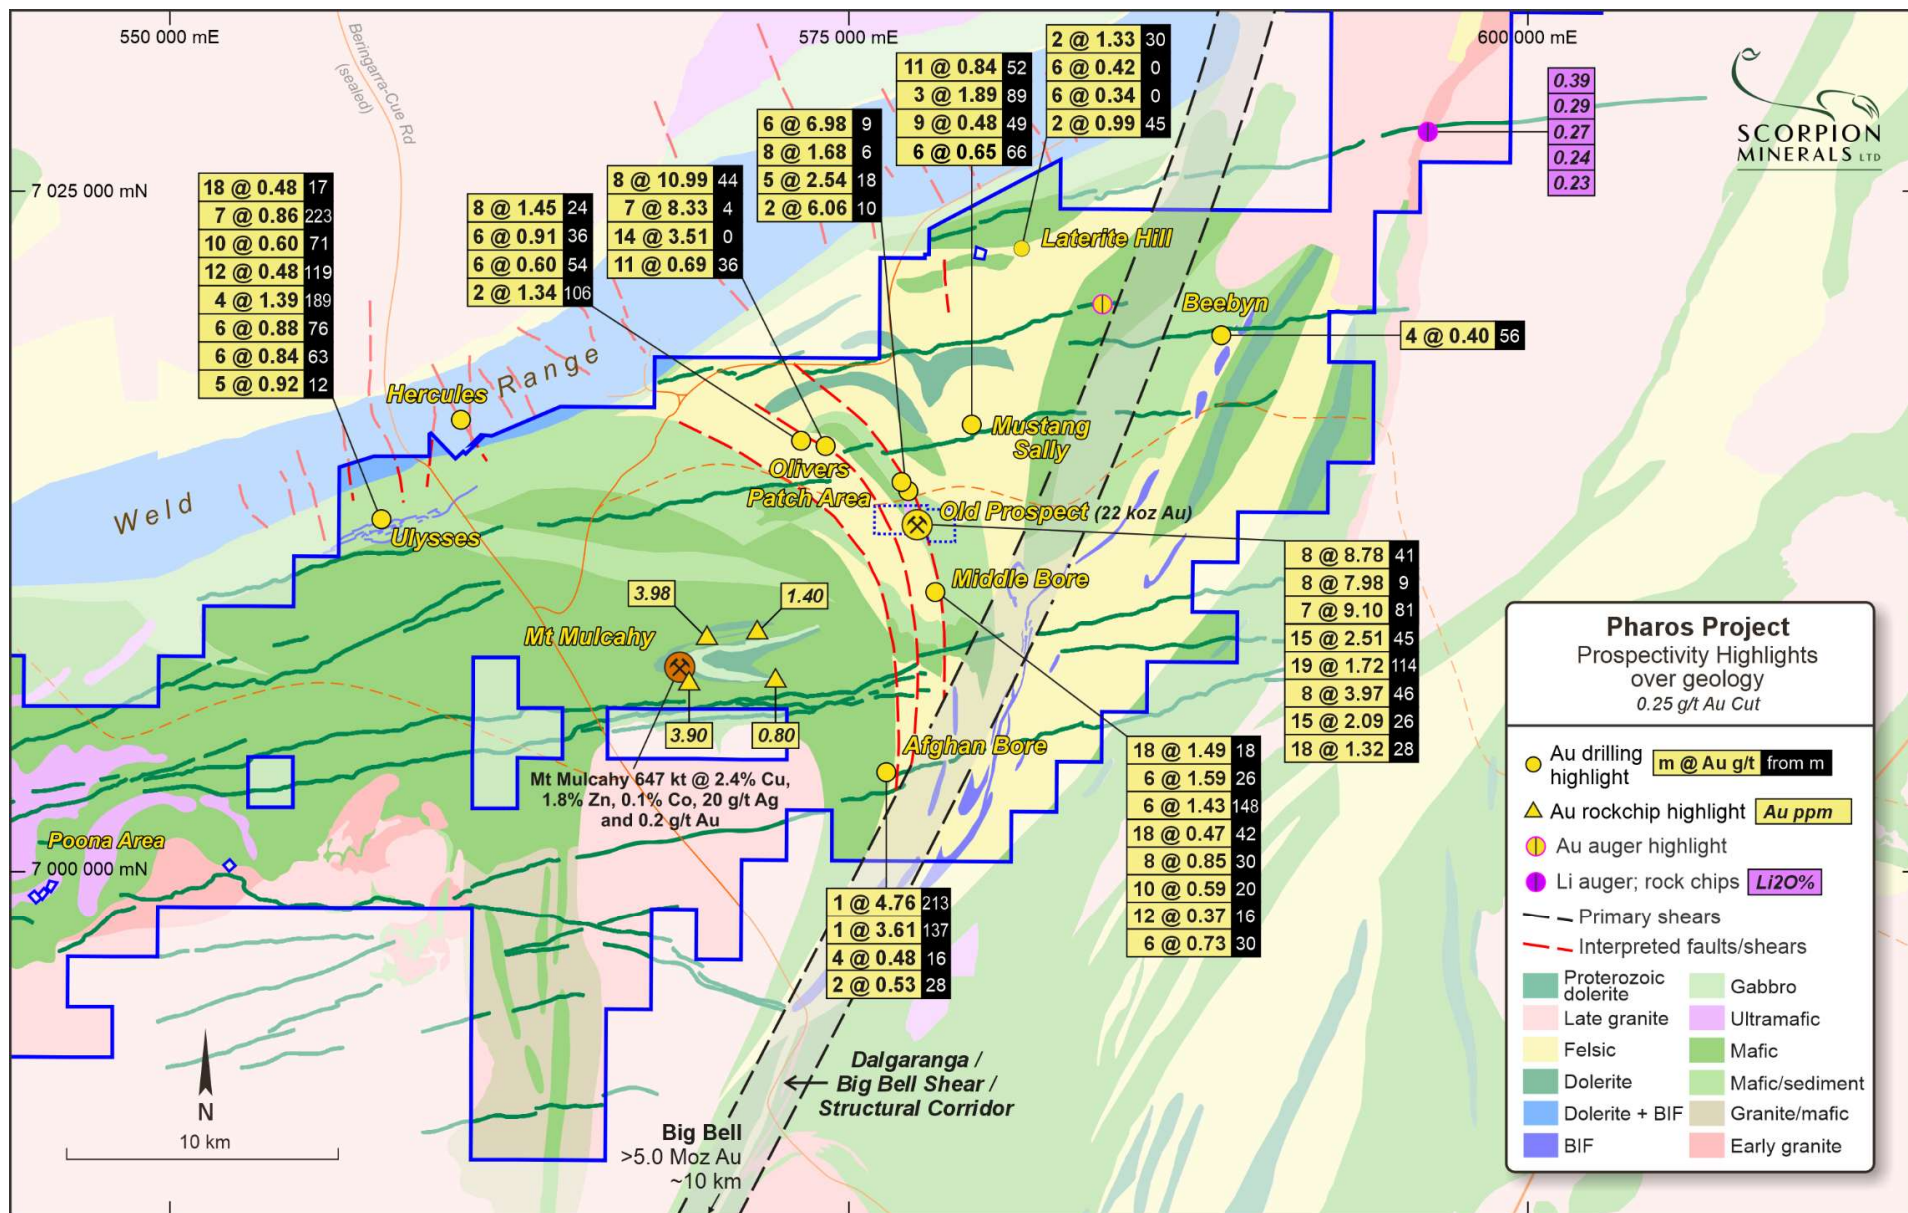 550 000 mE
575 000 mE
600 000 mE
Beringarra-Cue Rd
(sealed)
7 025 000 mN
7 000 000 mN
SCORPION
MINERALS LTD
18 @ 0.48 17
7 @ 0.86 223
10 @ 0.60 71
12 @ 0.48 119
4 @ 1.39 189
6 @ 0.88 76
6 @ 0.84 63
5 @ 0.92 12
8 @ 1.45 24
6 @ 0.91 36
6 @ 0.60 54
2 @ 1.34 106
8 @ 10.99 44
7 @ 8.33 4
14 @ 3.51 0
11 @ 0.69 36
6 @ 6.98 9
8 @ 1.68 6
5 @ 2.54 18
2 @ 6.06 10
11 @ 0.84 52
3 @ 1.89 89
9 @ 0.48 49
6 @ 0.65 66
2 @ 1.33 30
6 @ 0.42 0
6 @ 0.34 0
2 @ 0.99 45
0.39
0.29
0.27
0.24
0.23
Laterite Hill
Beebyn
4 @ 0.40 56
Weld Range
Hercules
Ulysses
Olivers
Patch Area
Mustang
Sally
Old Prospect (22 koz Au)
Middle Bore
8 @ 8.78 41
8 @ 7.98 9
7 @ 9.10 81
15 @ 2.51 45
19 @ 1.72 114
8 @ 3.97 46
15 @ 2.09 26
18 @ 1.32 28
3.98
1.40
Mt Mulcahy
3.90
0.80
Mt Mulcahy 647 kt @ 2.4% Cu,
1.8% Zn, 0.1% Co, 20 g/t Ag
and 0.2 g/t Au
Afghan Bore
18 @ 1.49 18
6 @ 1.59 26
6 @ 1.43 148
18 @ 0.47 42
8 @ 0.85 30
10 @ 0.59 20
12 @ 0.37 16
6 @ 0.73 30
Poona Area
1 @ 4.76 213
1 @ 3.61 137
4 @ 0.48 16
2 @ 0.53 28
Dalgaranga /
Big Bell Shear /
Structural Corridor
Big Bell
>5.0 Moz Au
~10 km
N
10 km
Pharos Project
Prospectivity Highlights
over geology
0.25 g/t Au Cut
Au drilling
highlight
m @ Au g/t from m
Au rockchip highlight Au ppm
Au auger highlight
Li auger; rock chips Li2O%
Primary shears
Interpreted faults/shears
Proterozoic
dolerite
Gabbro
Late granite
Ultramafic
Felsic
Mafic
Dolerite
Mafic/sediment
Dolerite + BIF
Granite/mafic
BIF
Early granite